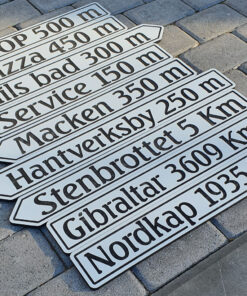 OP 500 m
izza 450 m
ils bad 300 m
Service 150 m
Macken 350 m
Hantverksby 250 m
Stenbrottet 5 Km
Gibraltar 3609 K
Nordkap 1935